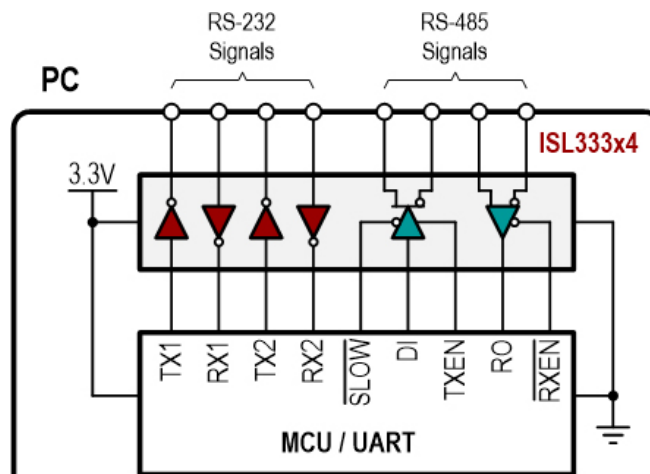 RS-232
Signals
RS-485
Signals
PC
ISL333x4
3.3V
TX1
RX1
TX2
RX2
SLOW
DI
TXEN
RO
RXEN
MCU / UART